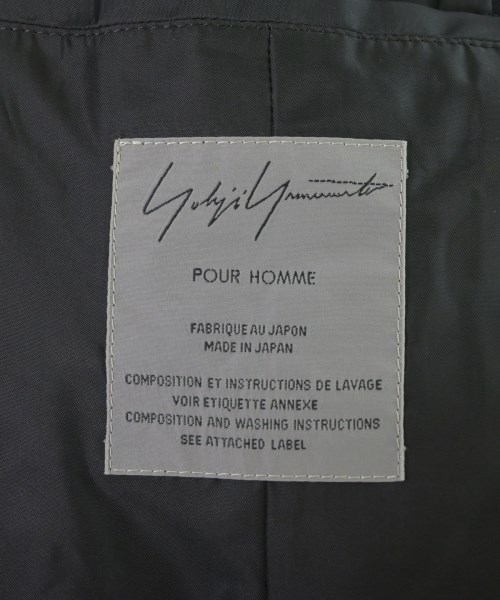 Yohji Yamamoto
POUR HOMME
FABRIQUE AU JAPON
MADE IN JAPAN
COMPOSITION ET INSTRUCTIONS DE LAVAGE
VOIR ETIQUETTE ANNEXE
COMPOSITION AND WASHING INSTRUCTIONS
SEE ATTACHED LABEL